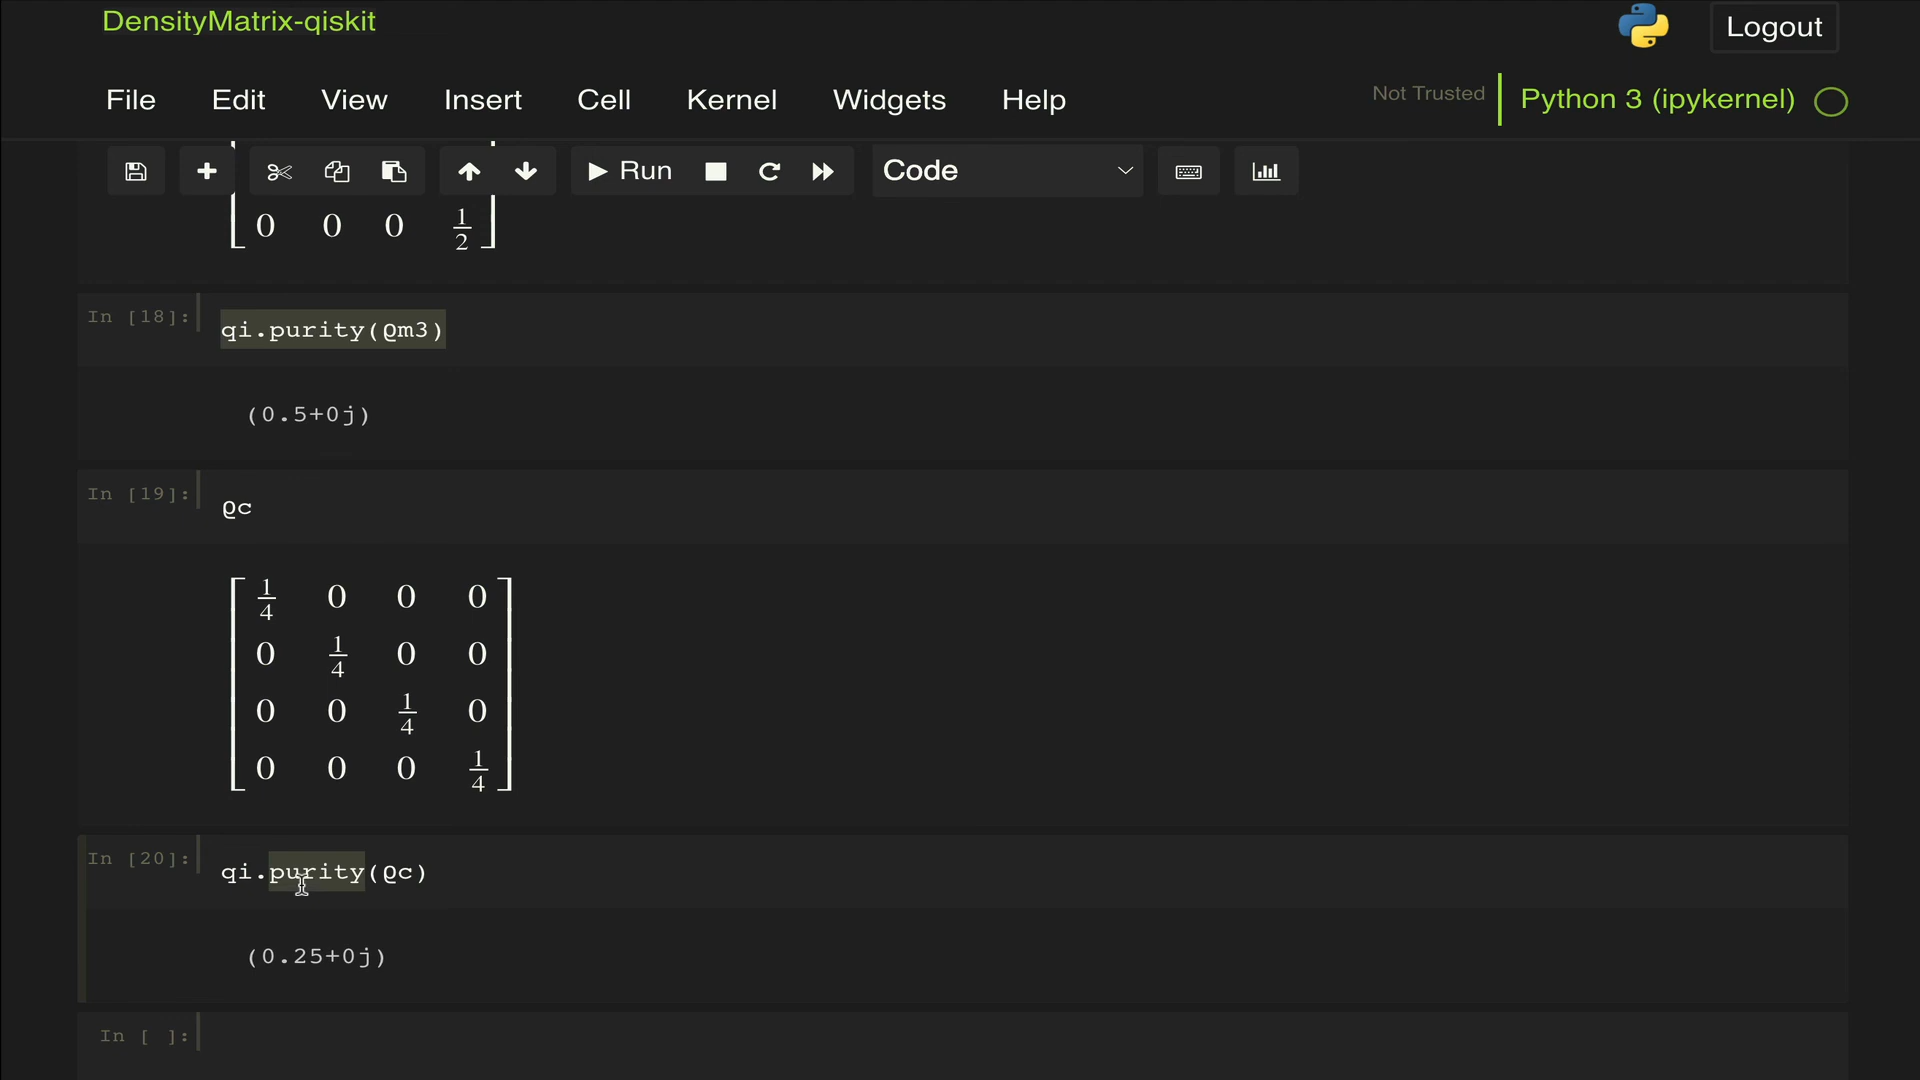 DensityMatrix-qiskit
Logout
File Edit View Insert Cell Kernel Widgets Help
Not Trusted
Python 3 (ipykernel)
Run
Code
0 0 0 1/2
In [18]:
qi.purity(ϱm3)
(0.5+0j)
In [19]:
ϱc
1/4 0 0 0
0 1/4 0 0
0 0 1/4 0
0 0 0 1/4
In [20]:
qi.purity(ϱc)
(0.25+0j)
In [ ]: